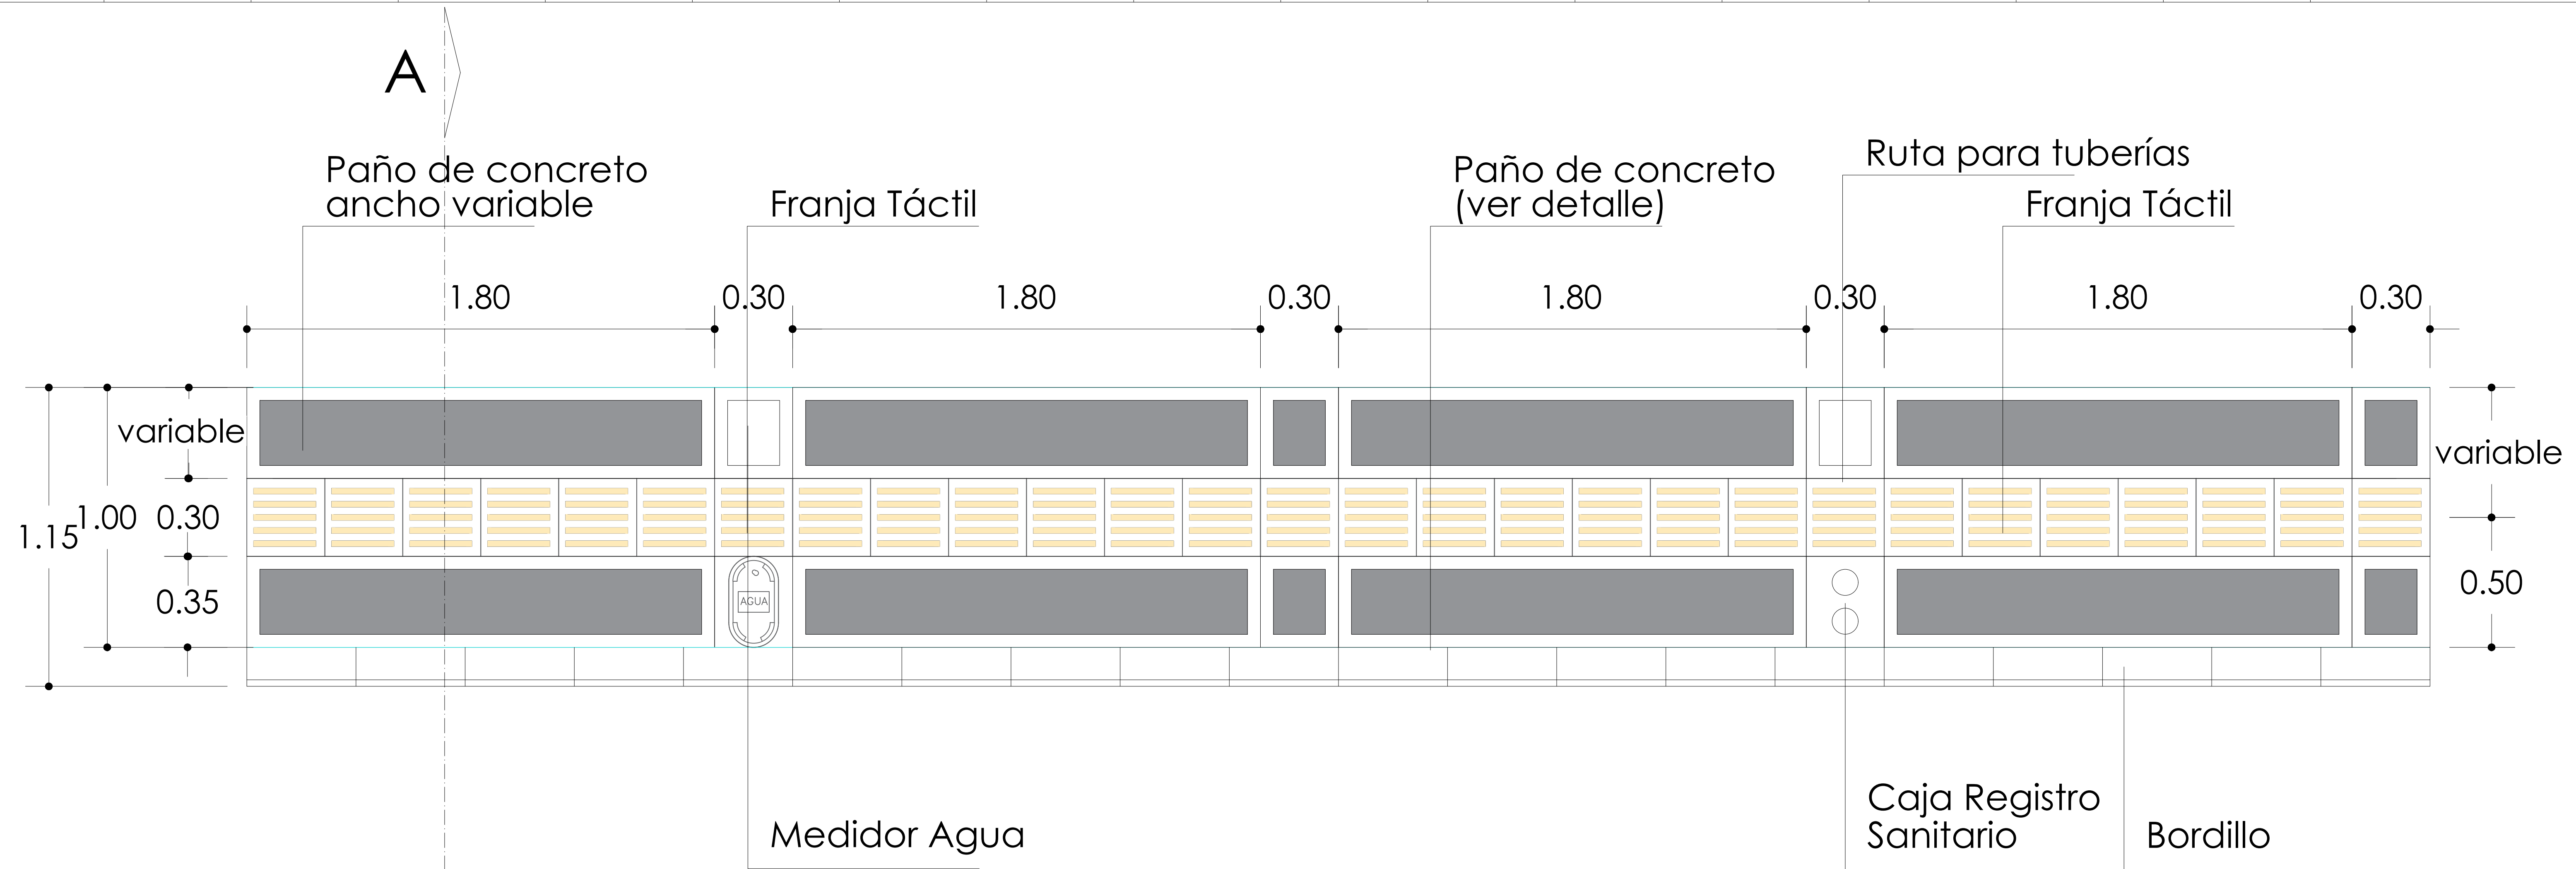 A
Paño de concreto
ancho variable
Franja Táctil
Paño de concreto
(ver detalle)
Ruta para tuberías
Franja Táctil
1.80
0.30
1.80
0.30
1.80
0.30
1.80
0.30
variable
variable
1.15
1.00
0.30
0.35
0.50
AGUA
Medidor Agua
Caja Registro
Sanitario
Bordillo